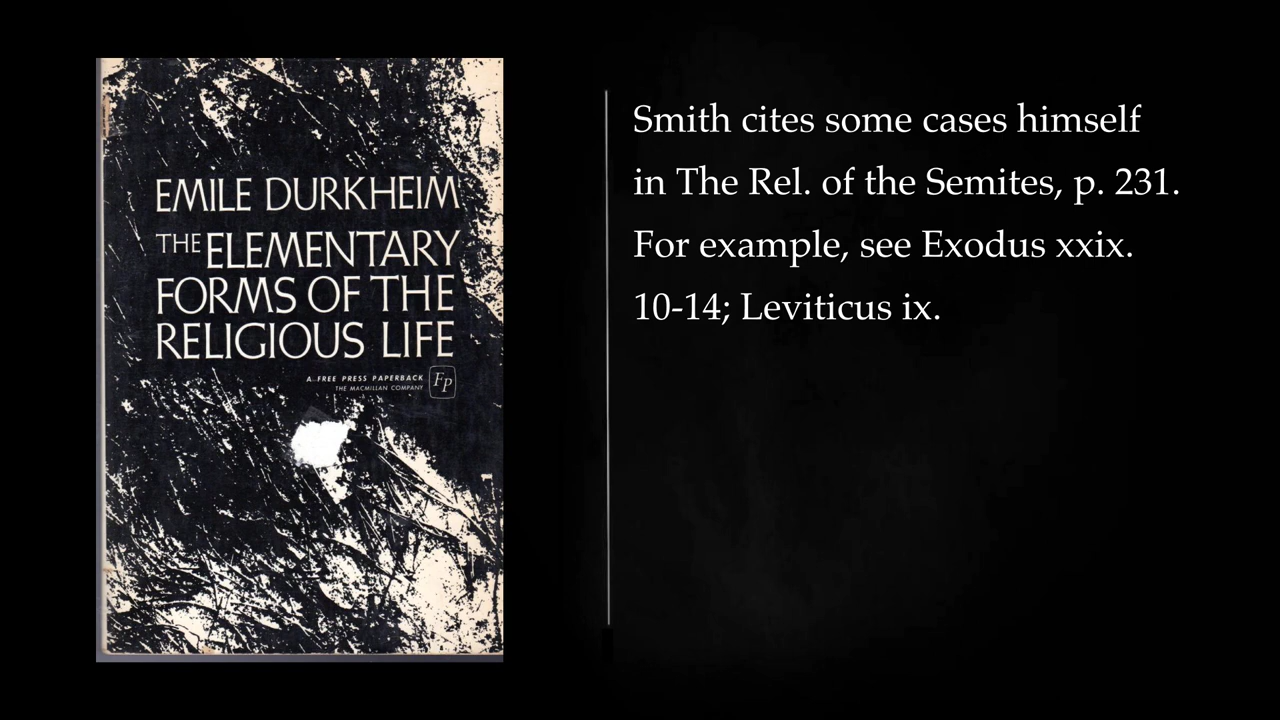 EMILE DURKHEIM
THE ELEMENTARY
FORMS OF THE
RELIGIOUS LIFE
A FREE PRESS PAPERBACK
THE MACMILLAN COMPANY
FP
Smith cites some cases himself
in The Rel. of the Semites, p. 231.
For example, see Exodus xxix.
10-14; Leviticus ix.